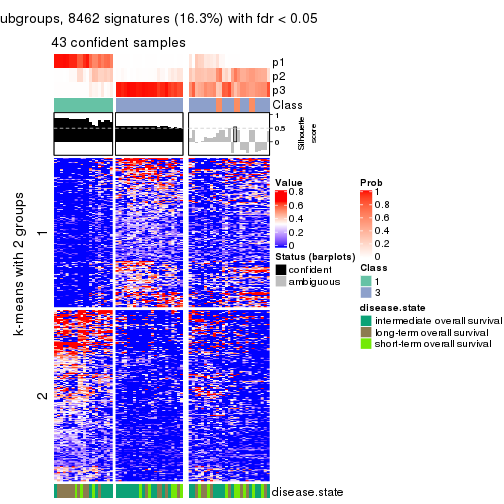 ubgroups, 8462 signatures (16.3%) with fdr < 0.05
43 confident samples
p1
p2
p3
Class
1
0.5
0
Silhouette
score
k-means with 2 groups
1
2
Value
0.8
0.6
0.4
0.2
0
Status (barplots)
confident
ambiguous
Prob
1
0.8
0.6
0.4
0.2
0
Class
1
3
disease.state
intermediate overall survival
long-term overall survival
short-term overall survival
disease.state